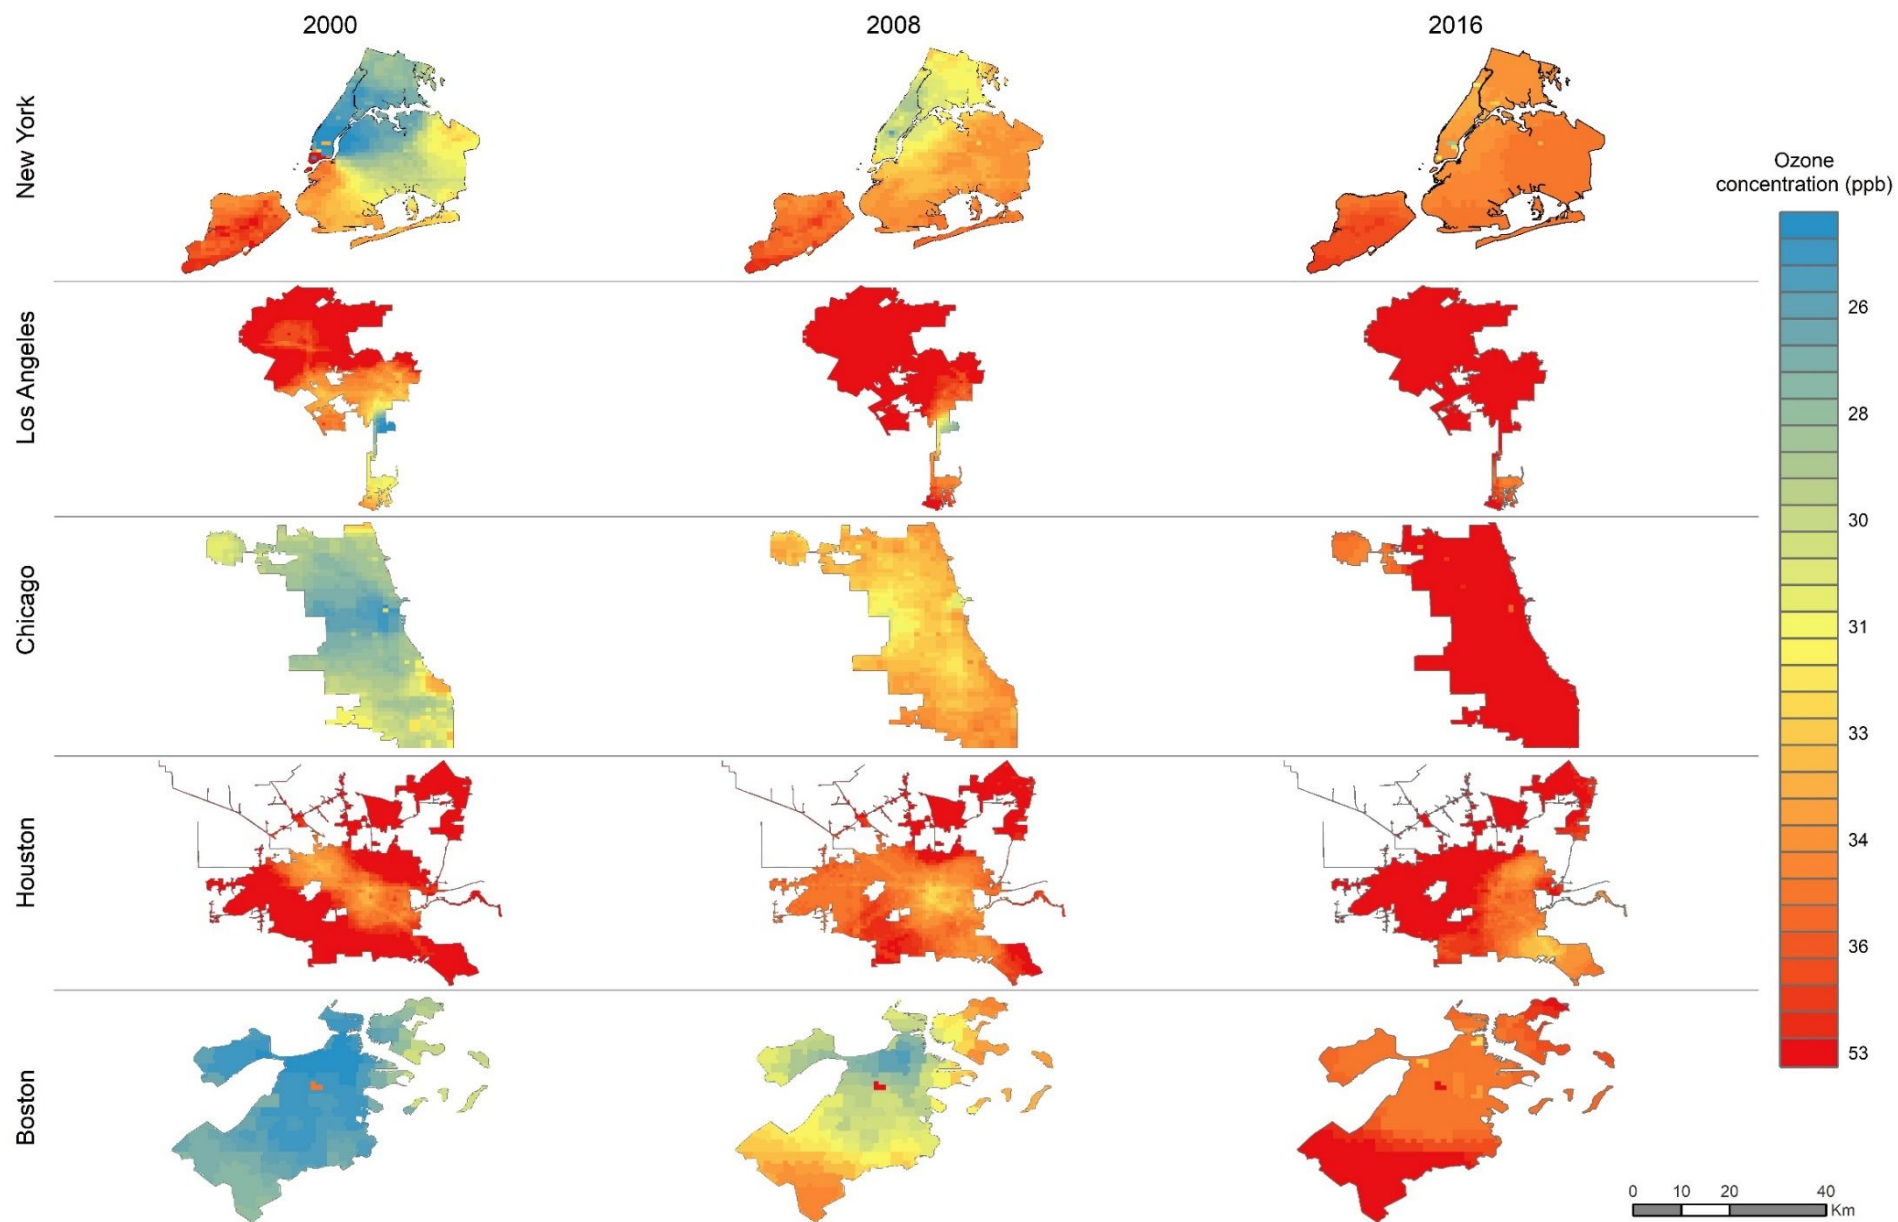 2000
2008
2016
New York
Los Angeles
Chicago
Houston
Boston
Ozone
concentration (ppb)
26
28
30
31
33
34
36
53
0 10 20 40
Km